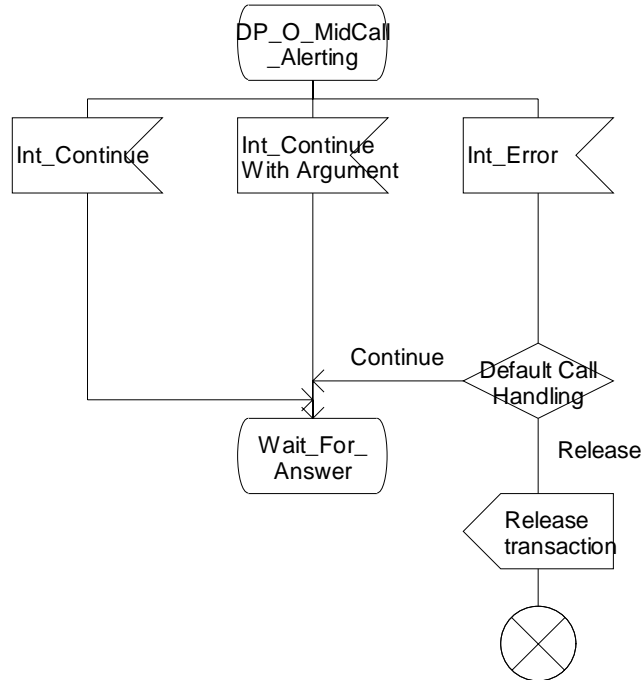 DP_O_MidCall
_Alerting
Int_Continue
Int_Continue
With Argument
Int_Error
Continue
Default Call
Handling
Wait_For_
Answer
Release
Release
transaction